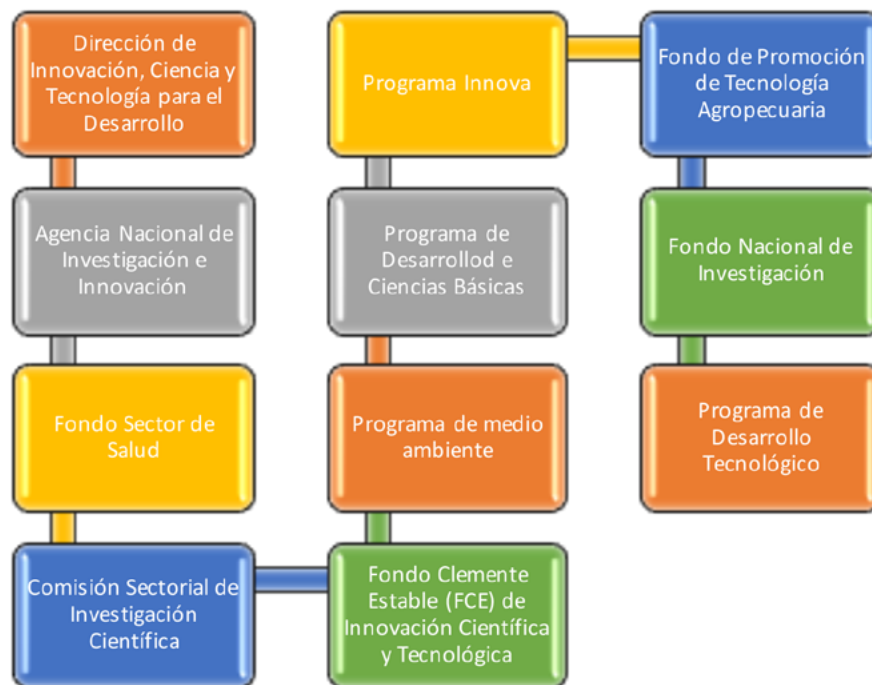 Dirección de
Innovación, Ciencia y
Tecnología para el
Desarrollo
Agencia Nacional de
Investigación e
Innovación
Fondo Sector de
Salud
Comisión Sectorial de
Investigación
Científica
Fondo Clemente
Estable (FCE) de
Innovación Científica
y Tecnológica
Programa de medio
ambiente
Programa de
Desarrollod e
Ciencias Básicas
Programa Innova
Fondo de Promoción
de Tecnología
Agropecuaria
Fondo Nacional de
Investigación
Programa de
Desarrollo
Tecnológico